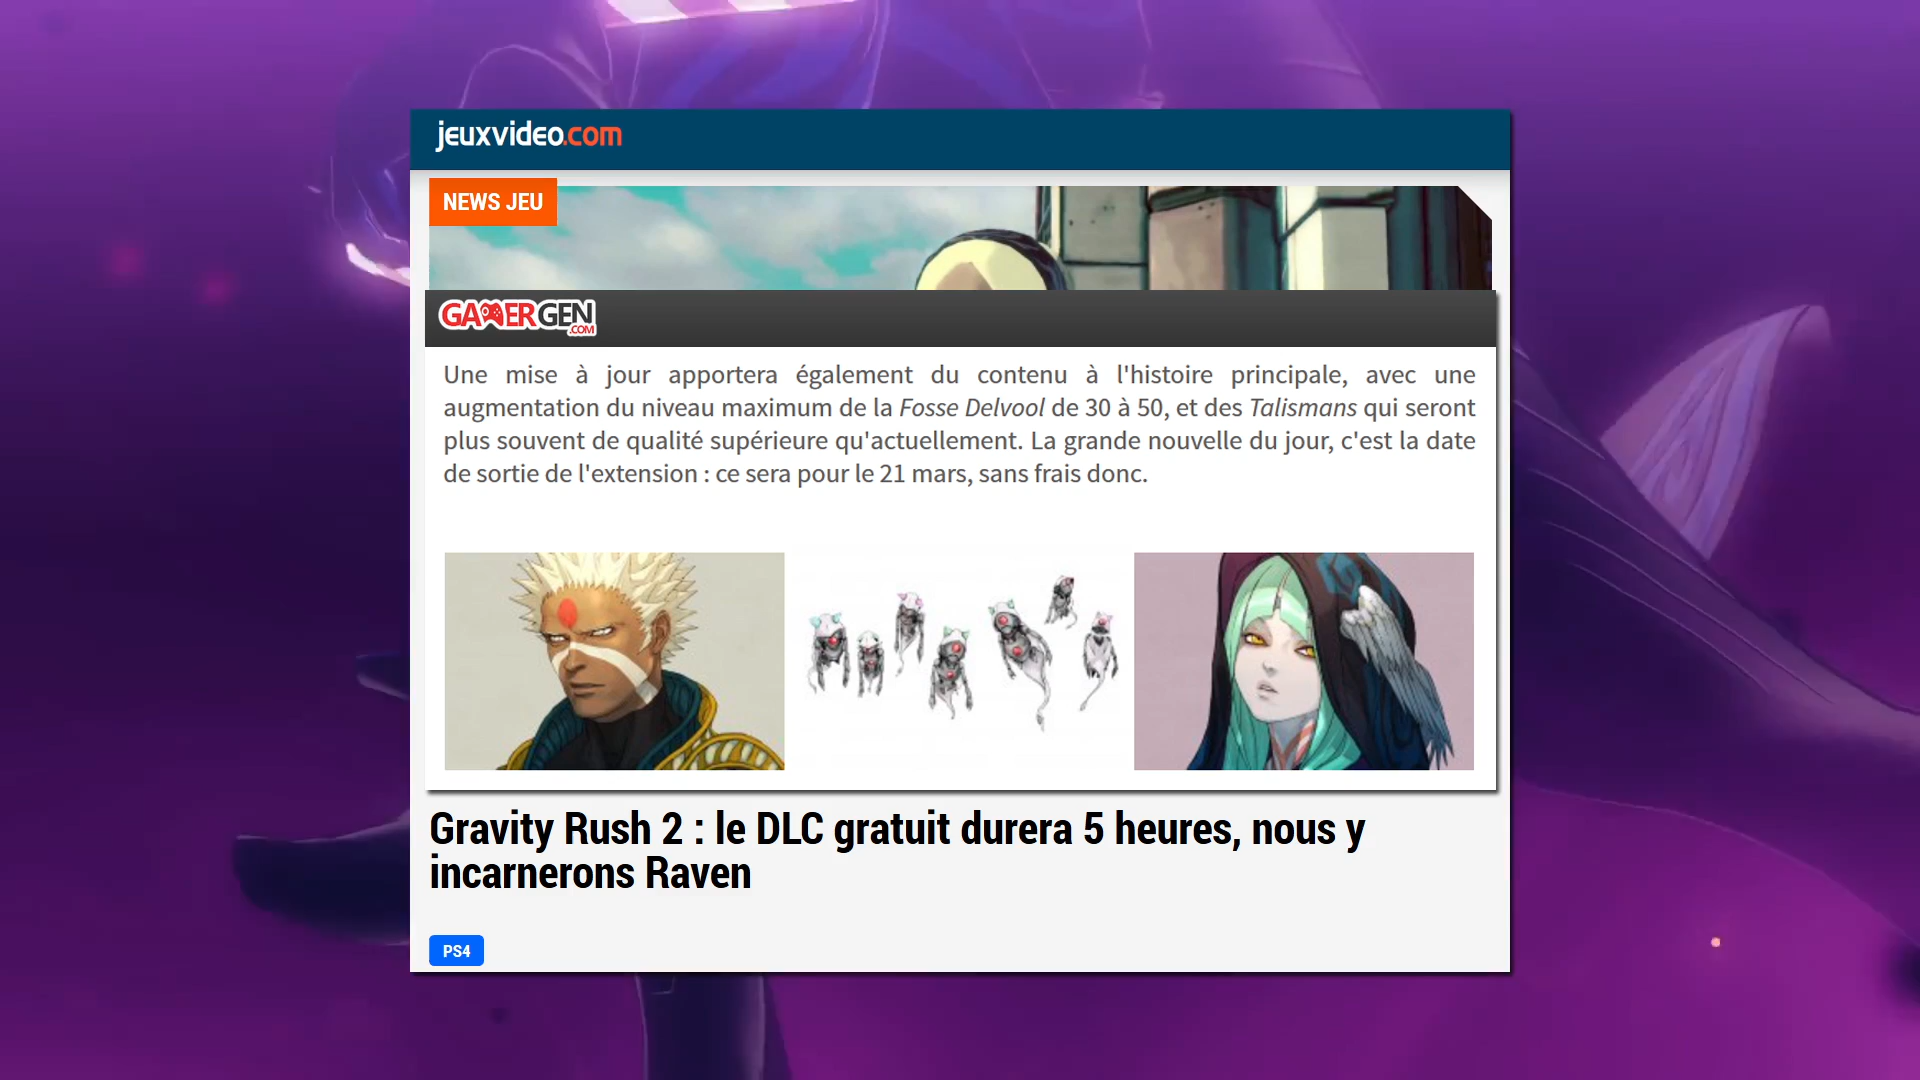 jeuxvideo.com
NEWS JEU
GAMERGEN
.COM
Une mise à jour apportera également du contenu à l'histoire principale, avec une
augmentation du niveau maximum de la Fosse Delvool de 30 à 50, et des Talismans qui seront
plus souvent de qualité supérieure qu'actuellement. La grande nouvelle du jour, c'est la date
de sortie de l'extension : ce sera pour le 21 mars, sans frais donc.
Gravity Rush 2 : le DLC gratuit durera 5 heures, nous y
incarnerons Raven
PS4